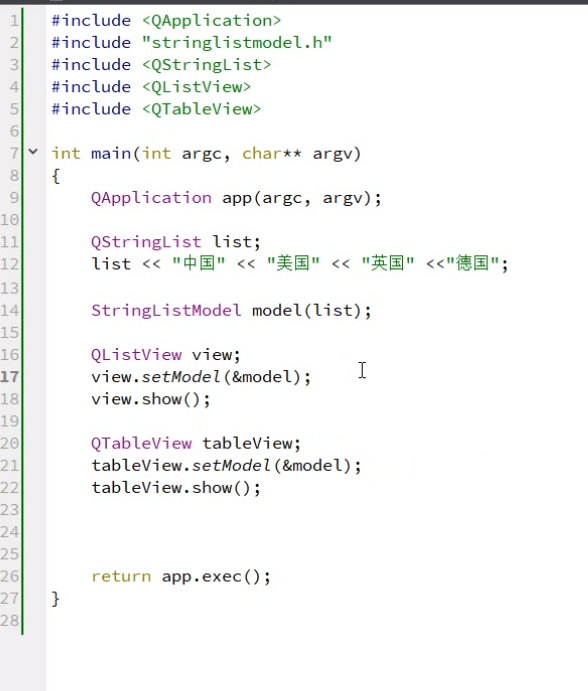 1 #include <QApplication>
2 #include "stringlistmodel.h"
3 #include <QStringList>
4 #include <QListView>
5 #include <QTableView>
6
7 int main(int argc, char** argv)
8 {
9 QApplication app(argc, argv);
10
11 QStringList list;
12 list << "中国" << "美国" << "英国" <<"德国";
13
14 StringListModel model(list);
15
16 QListView view;
17 view.setModel(&model);
18 view.show();
19
20 QTableView tableView;
21 tableView.setModel(&model);
22 tableView.show();
23
24
25
26 return app.exec();
27 }
28